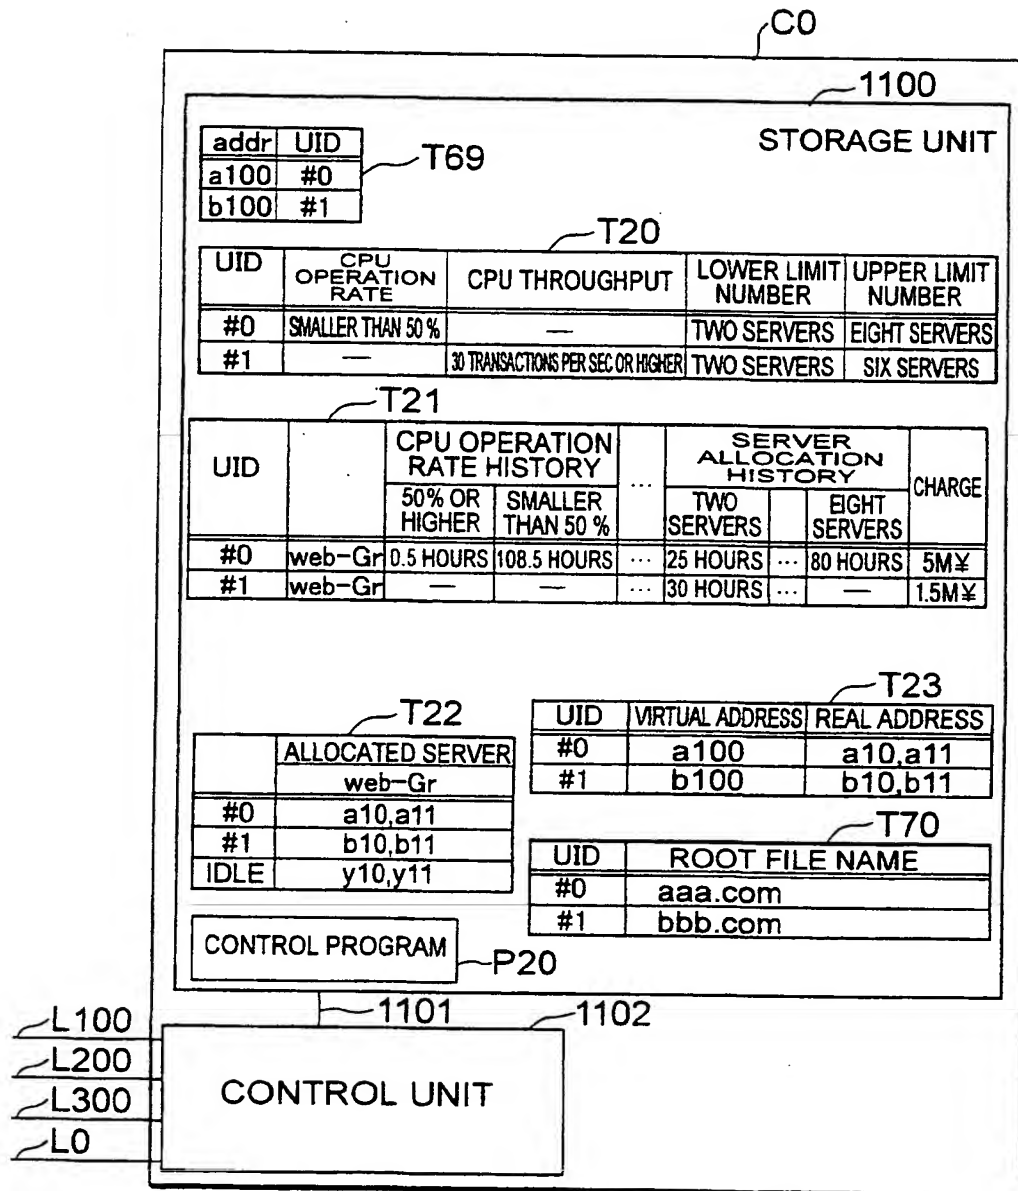 C0
1100
STORAGE UNIT
addr UID
a100 #0
b100 #1
T69
T20
UID CPU OPERATION RATE CPU THROUGHPUT LOWER LIMIT NUMBER UPPER LIMIT NUMBER
#0 SMALLER THAN 50 % — TWO SERVERS EIGHT SERVERS
#1 — 30 TRANSACTIONS PER SEC OR HIGHER TWO SERVERS SIX SERVERS
T21
UID CPU OPERATION RATE HISTORY ... SERVER ALLOCATION HISTORY CHARGE
50% OR HIGHER SMALLER THAN 50 % TWO SERVERS EIGHT SERVERS
#0 web-Gr 0.5 HOURS 108.5 HOURS ... 25 HOURS ... 80 HOURS 5M¥
#1 web-Gr — — ... 30 HOURS ... — 1.5M¥
T22
ALLOCATED SERVER
web-Gr
#0 a10,a11
#1 b10,b11
IDLE y10,y11
T23
UID VIRTUAL ADDRESS REAL ADDRESS
#0 a100 a10,a11
#1 b100 b10,b11
T70
UID ROOT FILE NAME
#0 aaa.com
#1 bbb.com
CONTROL PROGRAM
P20
1101
1102
L100
L200
L300
L0
CONTROL UNIT